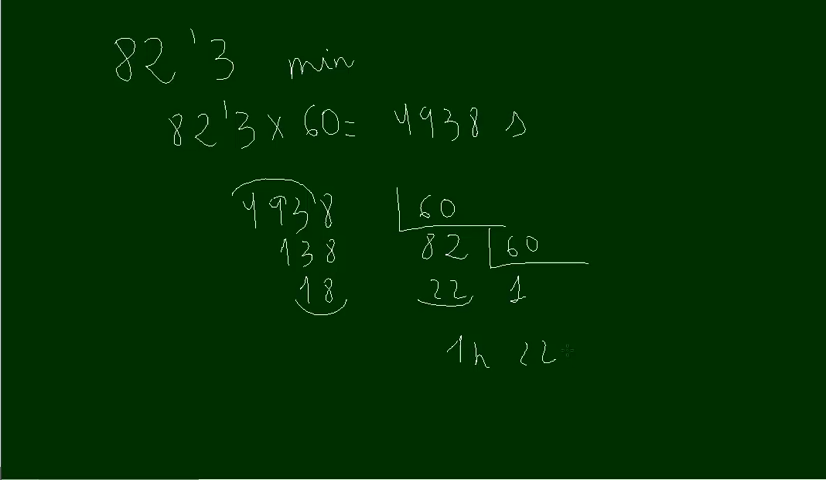 82'3 min
82'3 x 60 = 4938 s
4938 60
138 82 60
18 22 1
1h 22